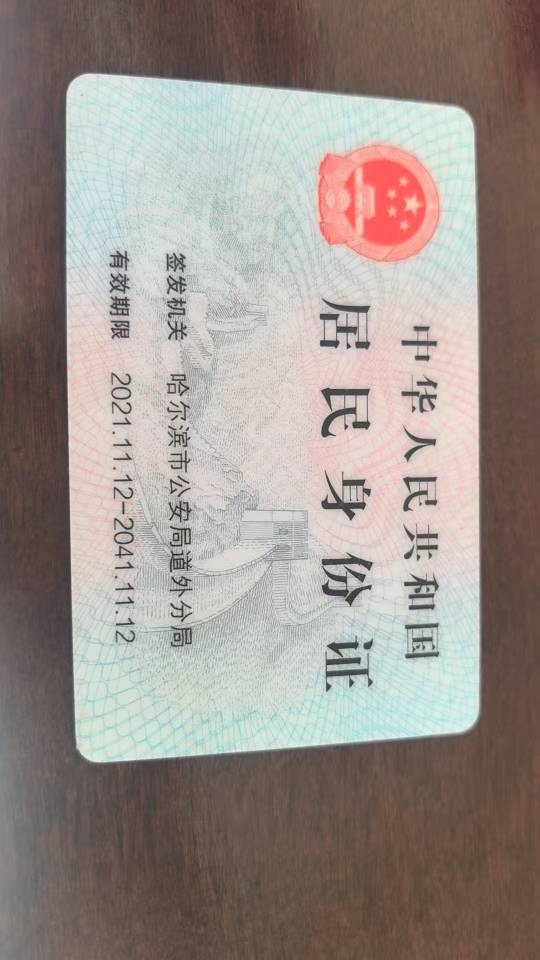 中华人民共和国
居民身份证
签发机关 哈尔滨市公安局道外分局
有效期限 2021.11.12-2041.11.12